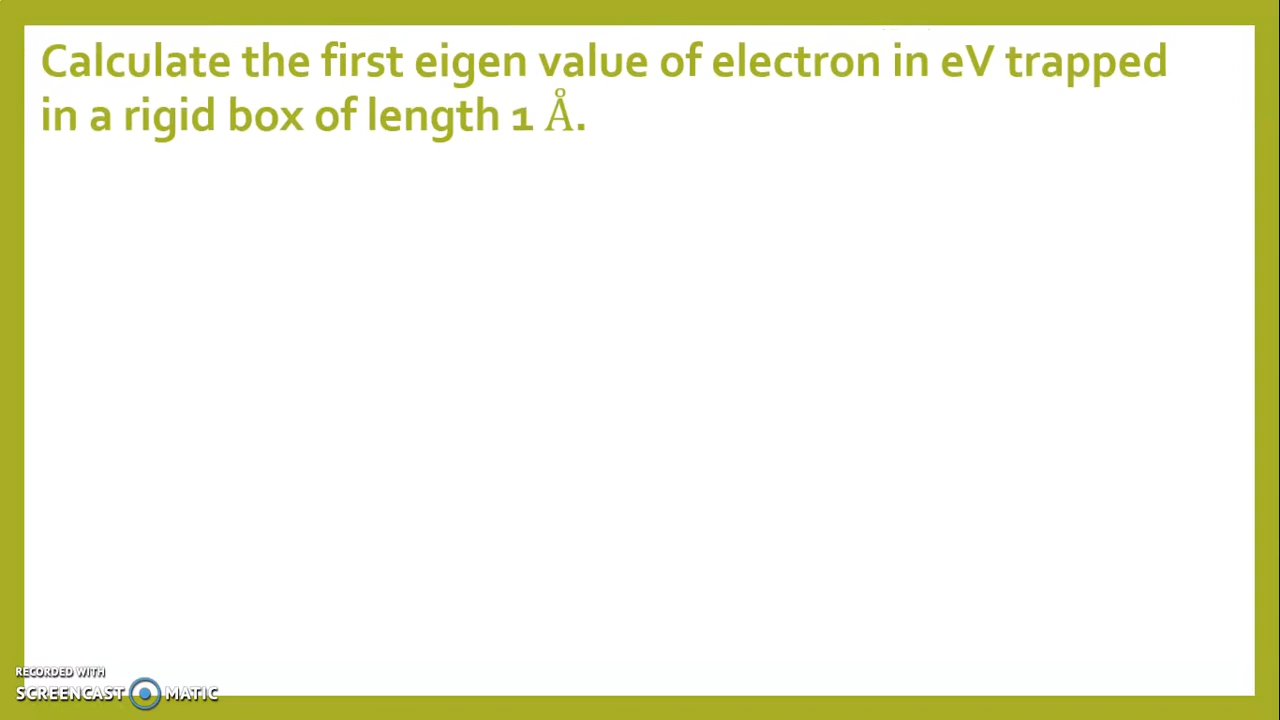 Calculate the first eigen value of electron in eV trapped
in a rigid box of length 1 Å.
RECORDED WITH
SCREENCAST MATIC